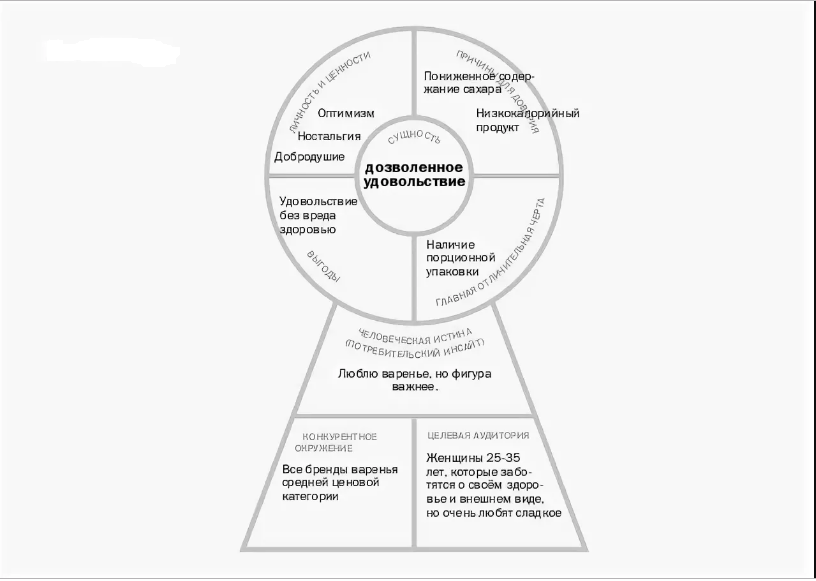 ЛИЧНОСТЬ И ЦЕННОСТИ
Оптимизм
Ностальгия
Добродушие
ПРИЧИНЫ ДЛЯ ДОВЕРИЯ
Пониженное содер-
жание сахара
Низкокалорийный
продукт
СУЩНОСТЬ
дозволенное
удовольствие
Удовольствие
без вреда
здоровью
ВЫГОДЫ
Наличие
порционной
упаковки
ГЛАВНАЯ ОТЛИЧИТЕЛЬНАЯ ЧЕРТА
ЧЕЛОВЕЧЕСКАЯ ИСТИНА
(ПОТРЕБИТЕЛЬСКИЙ ИНСАЙТ)
Люблю варенье, но фигура
важнее.
КОНКУРЕНТНОЕ
ОКРУЖЕНИЕ
Все бренды варенья
средней ценовой
категории
ЦЕЛЕВАЯ АУДИТОРИЯ
Женщины 25-35
лет, которые забо-
тятся о своём здоро-
вье и внешнем виде,
но очень любят сладкое